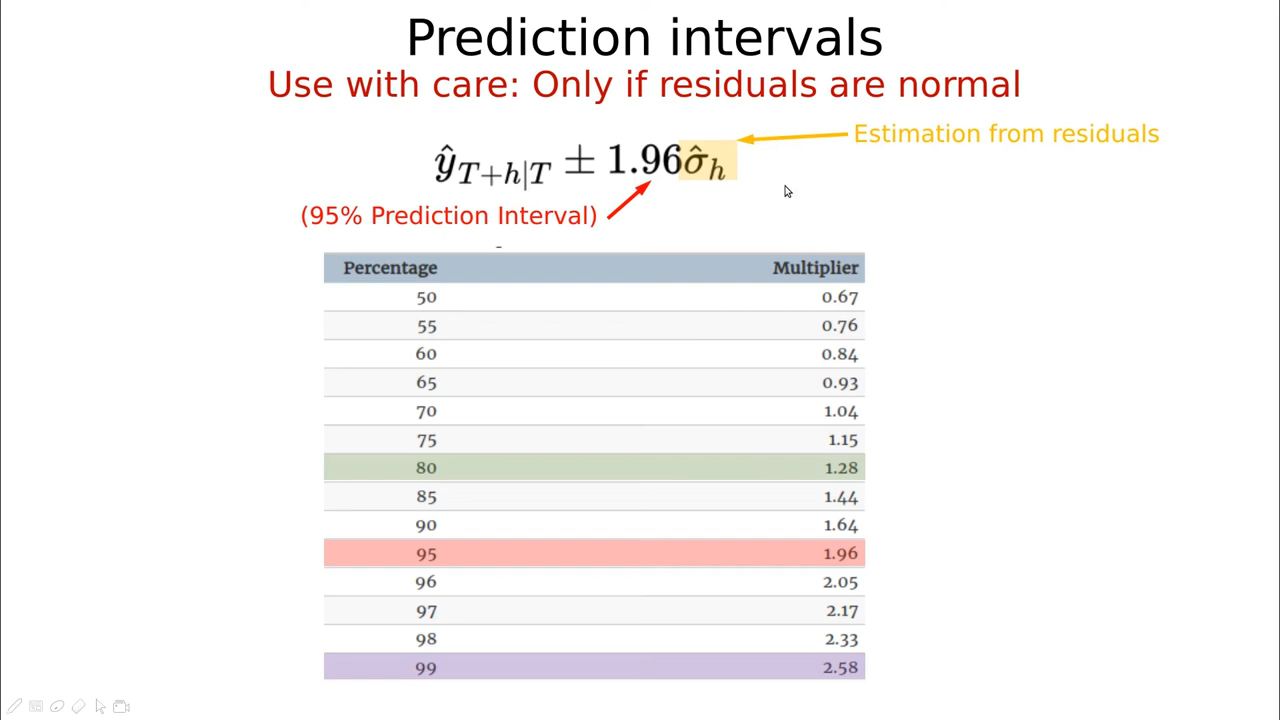 Prediction intervals
Use with care: Only if residuals are normal
Estimation from residuals
ŷ_{T+h|T} ± 1.96σ̂_h
(95% Prediction Interval)
Percentage Multiplier
50 0.67
55 0.76
60 0.84
65 0.93
70 1.04
75 1.15
80 1.28
85 1.44
90 1.64
95 1.96
96 2.05
97 2.17
98 2.33
99 2.58